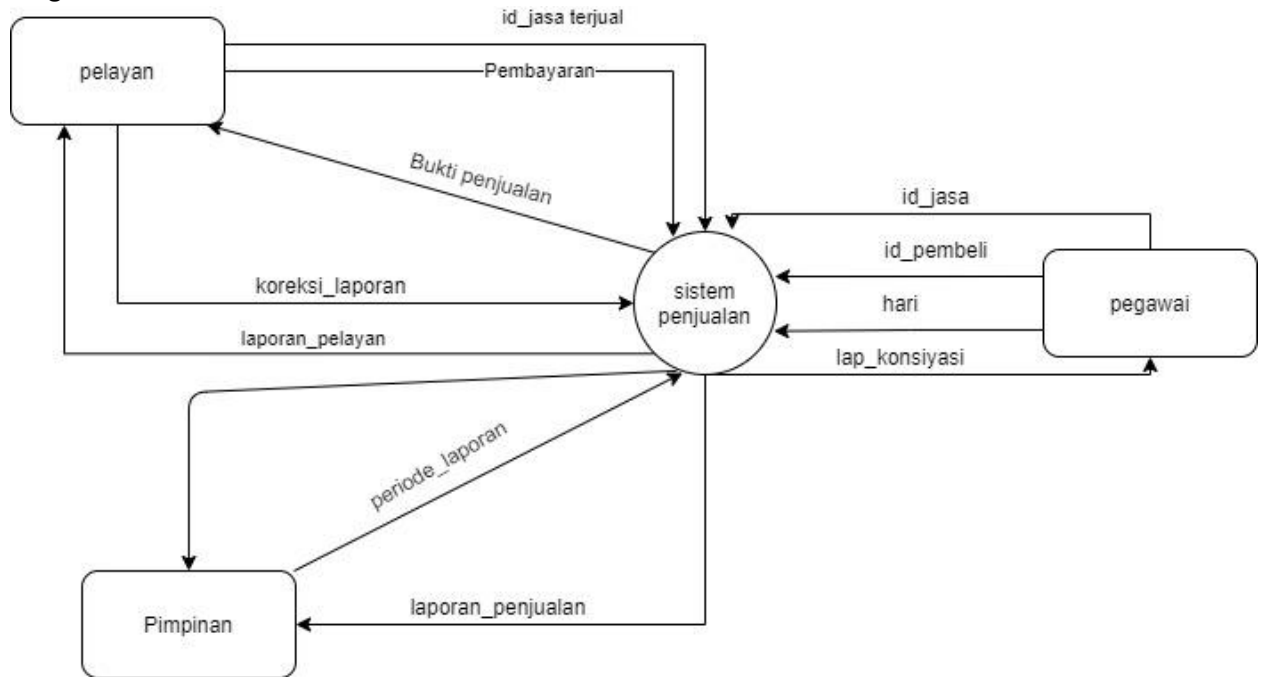 id_jasa terjual
pelayan
Pembayaran
Bukti penjualan
id_jasa
id_pembeli
koreksi_laporan
sistem
penjualan
hari
pegawai
laporan_pelayan
lap_konsiyasi
periode_laporan
laporan_penjualan
Pimpinan